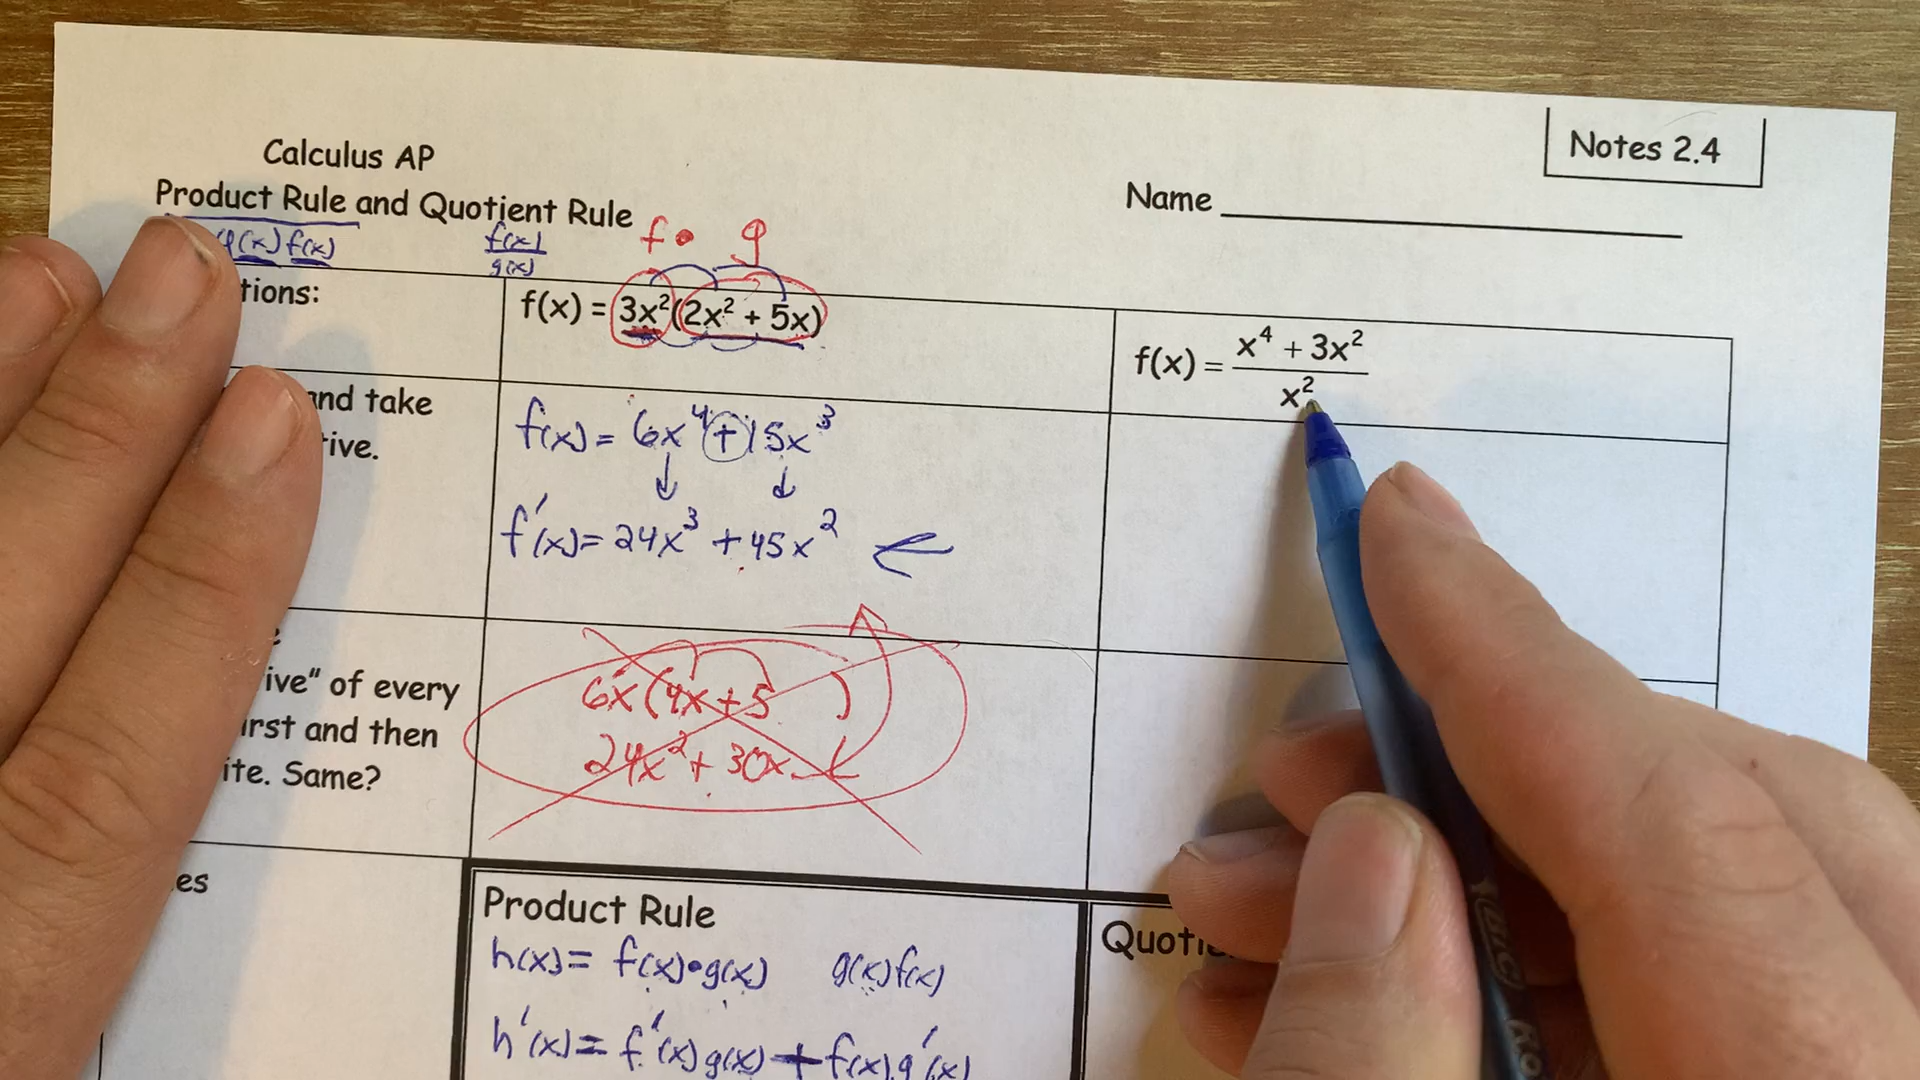 Notes 2.4
Calculus AP
Name
Product Rule and Quotient Rule
g(x) f(x)
f(x)/g(x)
f • g
tions:
f(x) = 3x²(2x² + 5x)
f(x) = (x⁴ + 3x²)/x²
and take
ive.
f(x) = 6x⁴ + 15x³
f'(x) = 24x³ + 45x²
ive" of every
irst and then
ite. Same?
6x(4x + 5 )
24x² + 30x
es
Product Rule
h(x) = f(x)•g(x) g(x)f(x)
h'(x) = f'(x)g(x) + f(x)g'(x)
Quotie